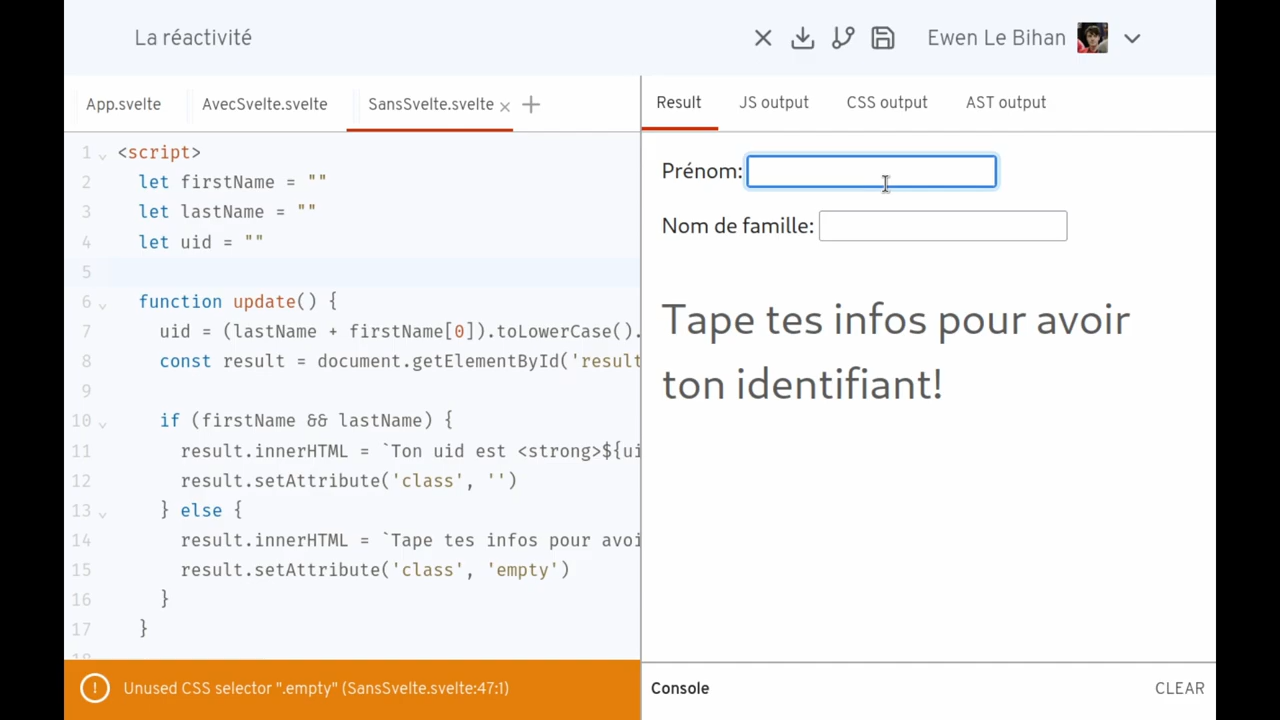 La réactivité
Ewen Le Bihan
App.svelte AvecSvelte.svelte SansSvelte.svelte
Result JS output CSS output AST output
1 <script>
2 let firstName = ""
3 let lastName = ""
4 let uid = ""
5
6 function update() {
7 uid = (lastName + firstName[0]).toLowerCase().
8 const result = document.getElementById('result
9
10 if (firstName && lastName) {
11 result.innerHTML = `Ton uid est <strong>${ui
12 result.setAttribute('class', '')
13 } else {
14 result.innerHTML = `Tape tes infos pour avoi
15 result.setAttribute('class', 'empty')
16 }
17 }
Unused CSS selector ".empty" (SansSvelte.svelte:47:1)
Prénom:
Nom de famille:
Tape tes infos pour avoir
ton identifiant!
Console CLEAR